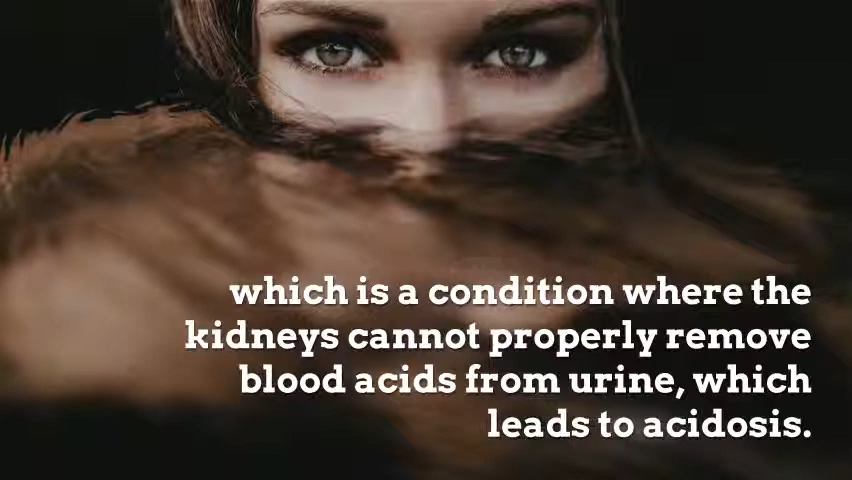 which is a condition where the
kidneys cannot properly remove
blood acids from urine, which
leads to acidosis.